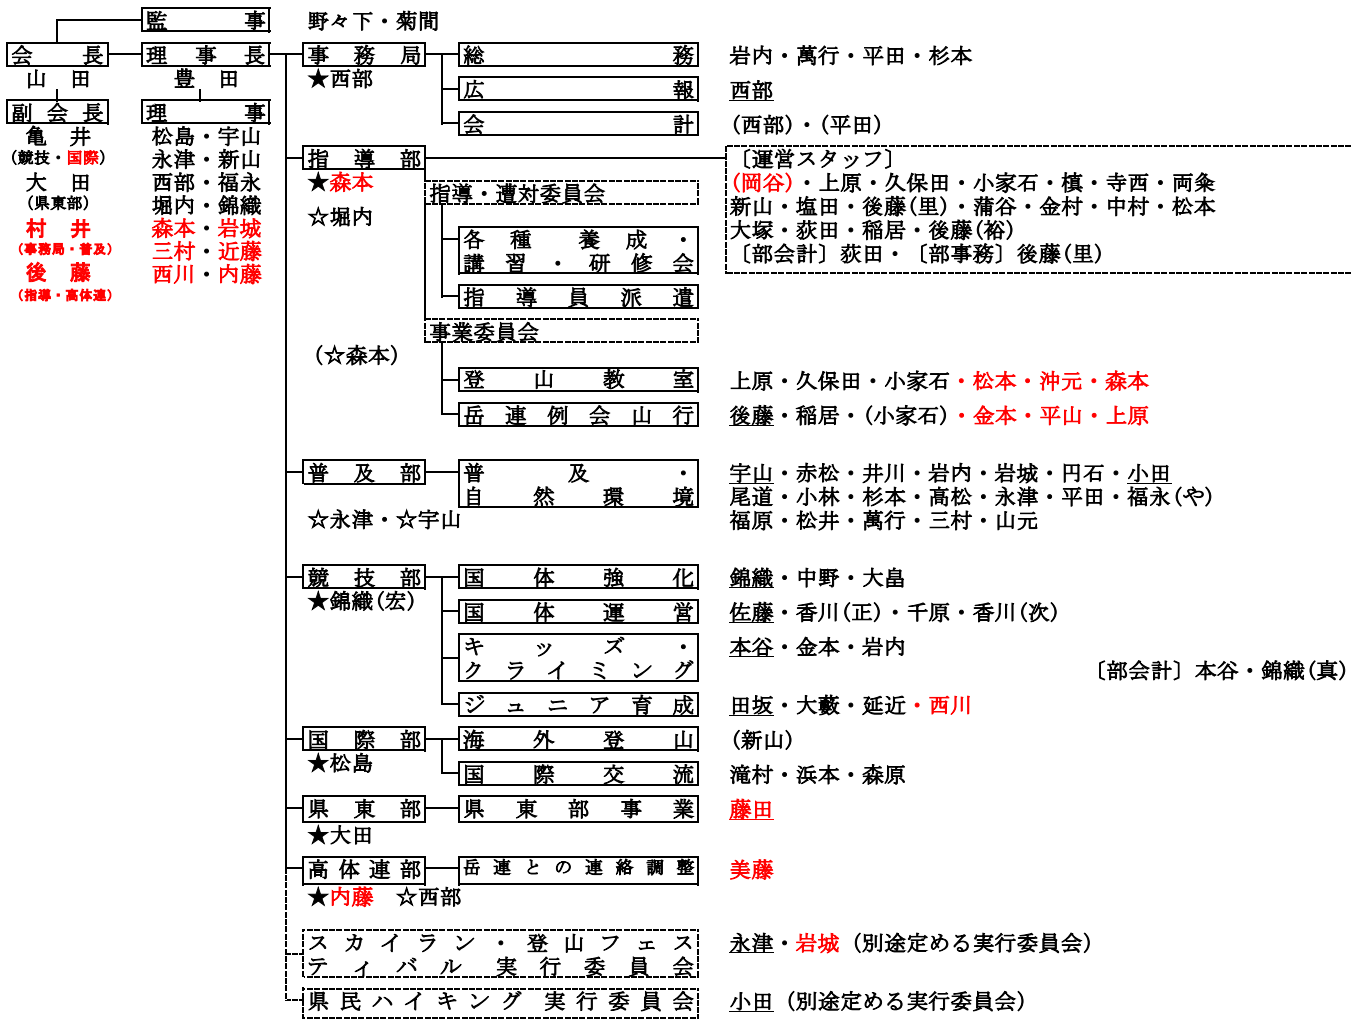 監事 野々下・菊間
会長 理事長 事務局 総務 岩内・萬行・平田・杉本
山田 豊田 ★西部
広報 西部
副会長 理事
会計 (西部)・(平田)
亀井 松島・宇山
(競技・国際) 永津・新山
大田 西部・福永
(県東部) 堀内・錦織
村井 森本・岩城
(事務局・普及) 三村・近藤
後藤 西川・内藤
(指導・高体連)
指導部 〔運営スタッフ〕
★森本 (岡谷)・上原・久保田・小家石・槙・寺西・両粂
指導・遭対委員会
新山・塩田・後藤(里)・蒲谷・金村・中村・松本
☆堀内
大塚・荻田・稲居・後藤(裕)
各種養成・
〔部会計〕荻田・〔部事務〕後藤(里)
講習・研修会
指導員派遣
事業委員会
(☆森本)
登山教室 上原・久保田・小家石・松本・沖元・森本
岳連例会山行 後藤・稲居・(小家石)・金本・平山・上原
普及部 普及・ 宇山・赤松・井川・岩内・岩城・円石・小田
自然環境 尾道・小林・杉本・高松・永津・平田・福永(や)
☆永津・☆宇山 福原・松井・萬行・三村・山元
競技部 国体強化 錦織・中野・大畠
★錦織(宏)
国体運営 佐藤・香川(正)・千原・香川(次)
キッズ・ 本谷・金本・岩内
クライミング 〔部会計〕本谷・錦織(真)
ジュニア育成 田坂・大藪・延近・西川
国際部 海外登山 (新山)
★松島
国際交流 滝村・浜本・森原
県東部 県東部事業 藤田
★大田
高体連部 岳連との連絡調整 美藤
★内藤 ☆西部
スカイラン・登山フェス 永津・岩城 (別途定める実行委員会)
ティバル実行委員会
県民ハイキング実行委員会 小田 (別途定める実行委員会)